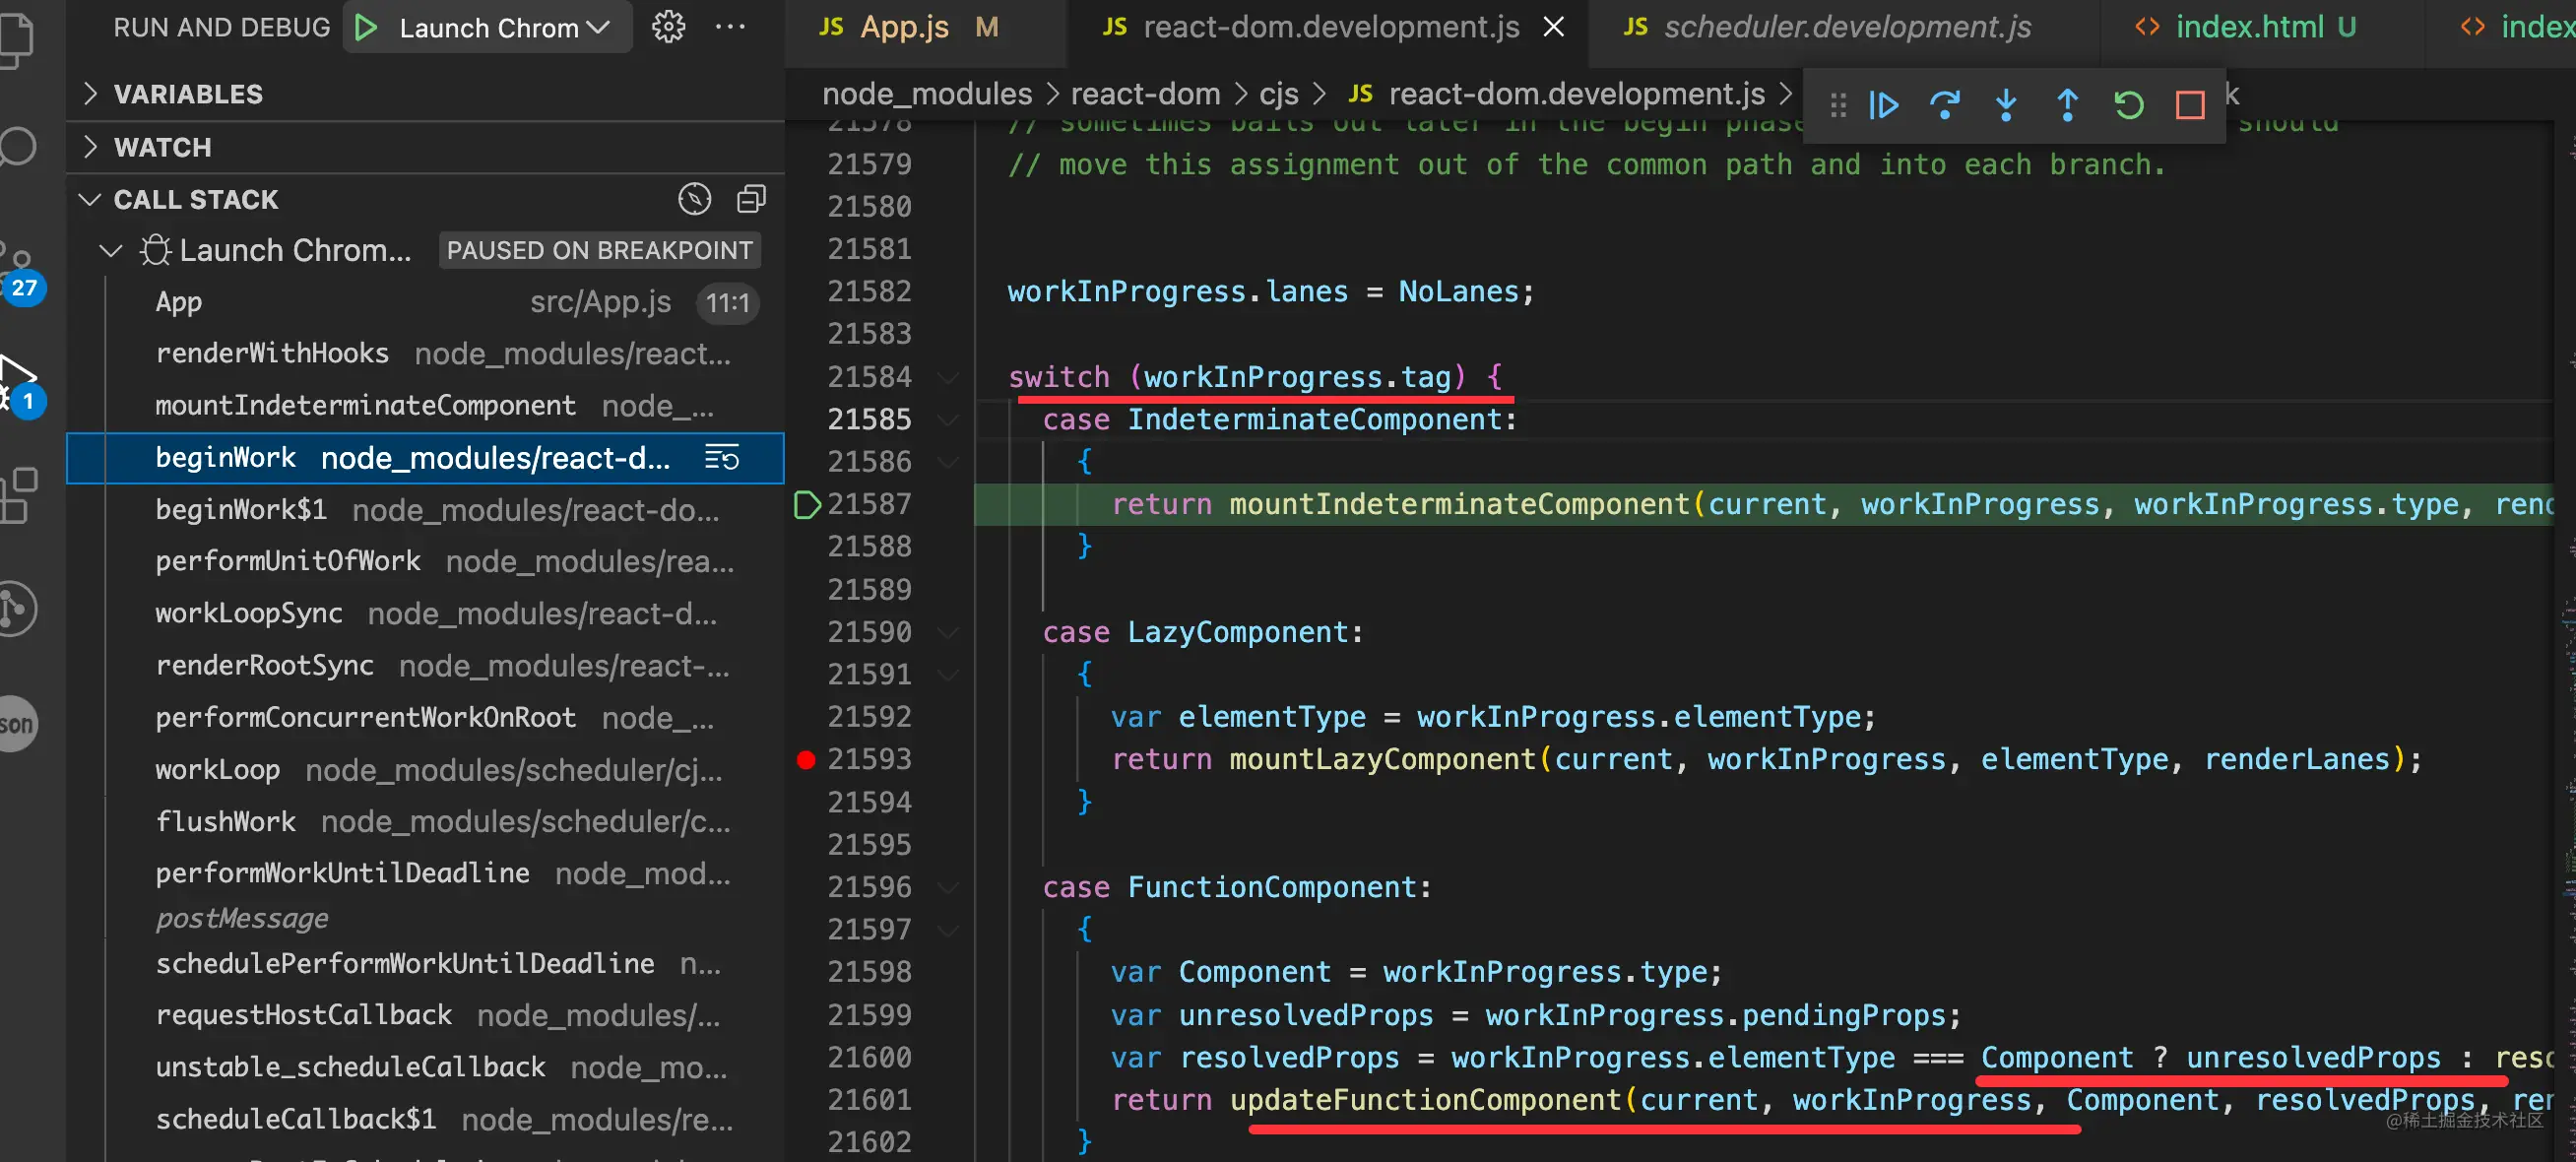 RUN AND DEBUG Launch Chrom
VARIABLES
WATCH
CALL STACK
Launch Chrom... PAUSED ON BREAKPOINT
App src/App.js 11:1
renderWithHooks node_modules/react...
mountIndeterminateComponent node_...
beginWork node_modules/react-d...
beginWork$1 node_modules/react-do...
performUnitOfWork node_modules/rea...
workLoopSync node_modules/react-d...
renderRootSync node_modules/react-...
performConcurrentWorkOnRoot node_...
workLoop node_modules/scheduler/cj...
flushWork node_modules/scheduler/c...
performWorkUntilDeadline node_mod...
postMessage
schedulePerformWorkUntilDeadline n...
requestHostCallback node_modules/...
unstable_scheduleCallback node_mo...
scheduleCallback$1 node_modules/re...
27
1
son
JS App.js M
JS react-dom.development.js
JS scheduler.development.js
<> index.html U
<> index
node_modules > react-dom > cjs > JS react-dom.development.js > k
21578 // sometimes bails out later in the begin phase should
21579 // move this assignment out of the common path and into each branch.
21580
21581
21582 workInProgress.lanes = NoLanes;
21583
21584 switch (workInProgress.tag) {
21585 case IndeterminateComponent:
21586 {
21587 return mountIndeterminateComponent(current, workInProgress, workInProgress.type, rend
21588 }
21589
21590 case LazyComponent:
21591 {
21592 var elementType = workInProgress.elementType;
21593 return mountLazyComponent(current, workInProgress, elementType, renderLanes);
21594 }
21595
21596 case FunctionComponent:
21597 {
21598 var Component = workInProgress.type;
21599 var unresolvedProps = workInProgress.pendingProps;
21600 var resolvedProps = workInProgress.elementType === Component ? unresolvedProps : reso
21601 return updateFunctionComponent(current, workInProgress, Component, resolvedProps, ren
21602 }
@稀土掘金技术社区